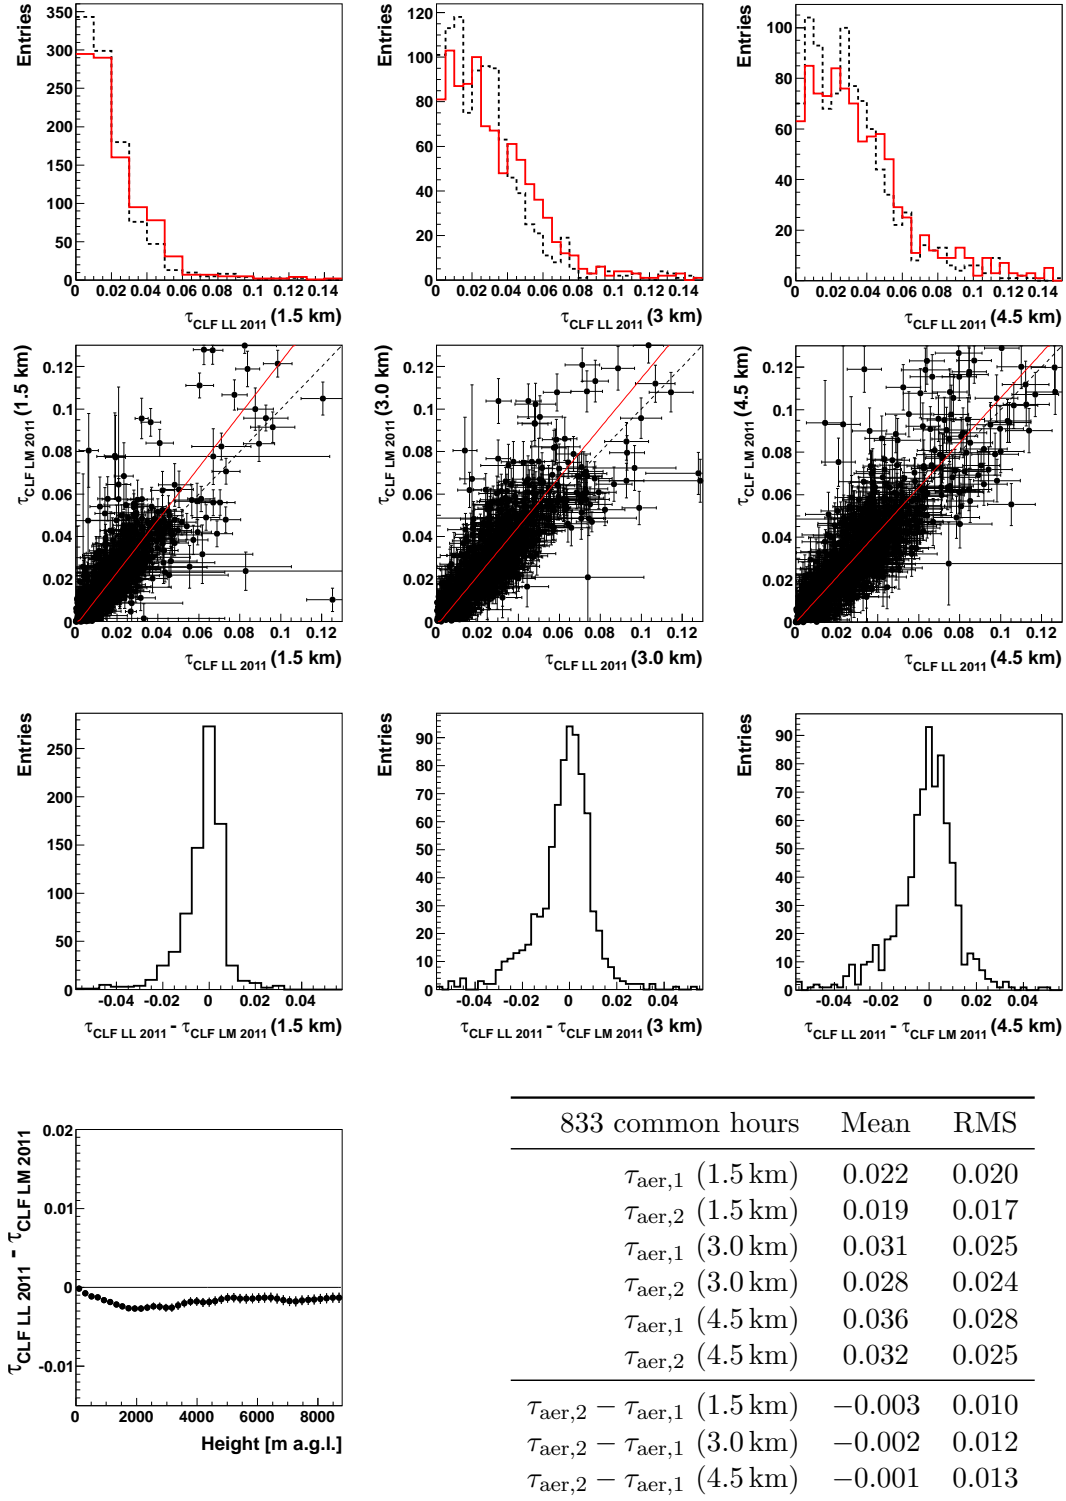 Entries
350
300
250
200
150
100
50
0
0 0.02 0.04 0.06 0.08 0.1 0.12 0.14
τCLF LL 2011 (1.5 km)
Entries
120
100
80
60
40
20
0
0 0.02 0.04 0.06 0.08 0.1 0.12 0.14
τCLF LL 2011 (3 km)
Entries
100
80
60
40
20
0
0 0.02 0.04 0.06 0.08 0.1 0.12 0.14
τCLF LL 2011 (4.5 km)
τCLF LM 2011 (1.5 km)
0.12
0.1
0.08
0.06
0.04
0.02
0
0 0.02 0.04 0.06 0.08 0.1 0.12
τCLF LL 2011 (1.5 km)
τCLF LM 2011 (3.0 km)
0.12
0.1
0.08
0.06
0.04
0.02
0
0 0.02 0.04 0.06 0.08 0.1 0.12
τCLF LL 2011 (3.0 km)
τCLF LM 2011 (4.5 km)
0.12
0.1
0.08
0.06
0.04
0.02
0
0 0.02 0.04 0.06 0.08 0.1 0.12
τCLF LL 2011 (4.5 km)
Entries
250
200
150
100
50
0
-0.04 -0.02 0 0.02 0.04
τCLF LL 2011 - τCLF LM 2011 (1.5 km)
Entries
90
80
70
60
50
40
30
20
10
0
-0.04 -0.02 0 0.02 0.04
τCLF LL 2011 - τCLF LM 2011 (3 km)
Entries
90
80
70
60
50
40
30
20
10
0
-0.04 -0.02 0 0.02 0.04
τCLF LL 2011 - τCLF LM 2011 (4.5 km)
τCLF LL 2011 - τCLF LM 2011
0.02
0.01
0
-0.01
0 2000 4000 6000 8000
Height [m a.g.l.]
833 common hours Mean RMS
τaer,1 (1.5 km) 0.022 0.020
τaer,2 (1.5 km) 0.019 0.017
τaer,1 (3.0 km) 0.031 0.025
τaer,2 (3.0 km) 0.028 0.024
τaer,1 (4.5 km) 0.036 0.028
τaer,2 (4.5 km) 0.032 0.025
τaer,2 − τaer,1 (1.5 km) −0.003 0.010
τaer,2 − τaer,1 (3.0 km) −0.002 0.012
τaer,2 − τaer,1 (4.5 km) −0.001 0.013